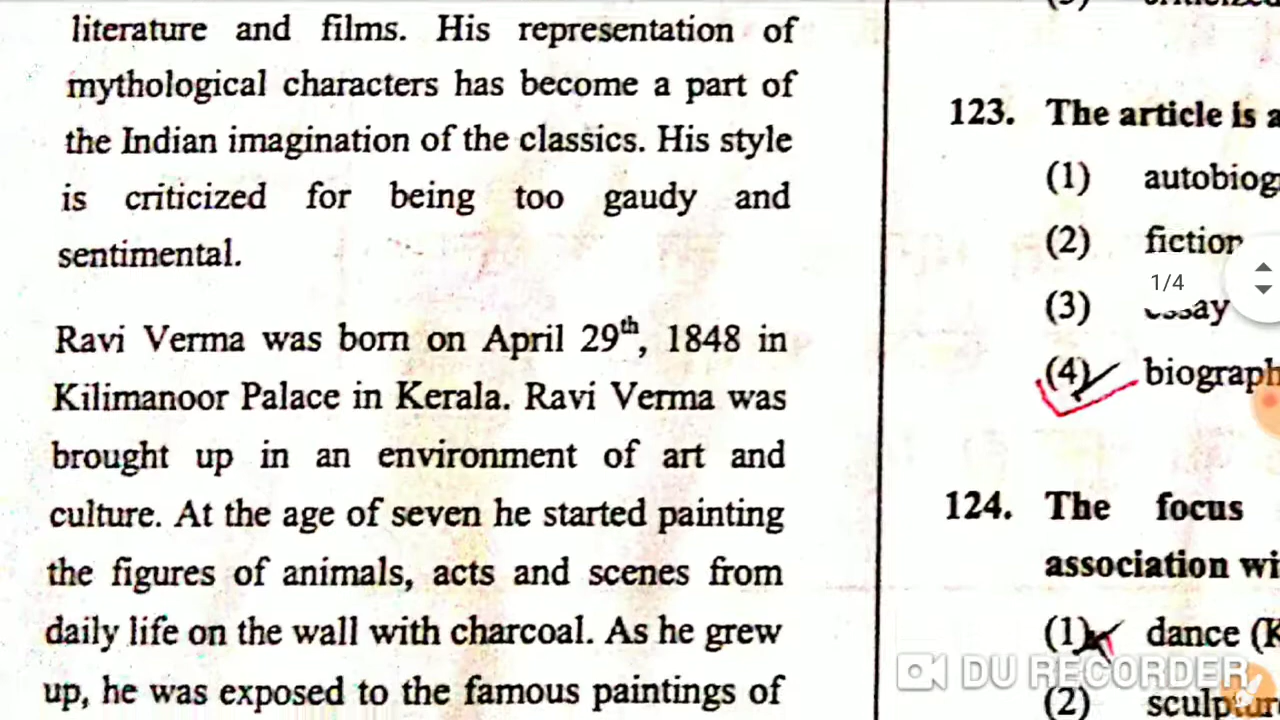 literature and films. His representation of
mythological characters has become a part of
the Indian imagination of the classics. His style
is criticized for being too gaudy and
sentimental.
Ravi Verma was born on April 29th, 1848 in
Kilimanoor Palace in Kerala. Ravi Verma was
brought up in an environment of art and
culture. At the age of seven he started painting
the figures of animals, acts and scenes from
daily life on the wall with charcoal. As he grew
up, he was exposed to the famous paintings of
123. The article is a
(1) autobiog
(2) fiction
1/4
(3)
(4) biograph
124. The focus
association wi
(1) dance (K
(2) sculptur
DU RECORDER